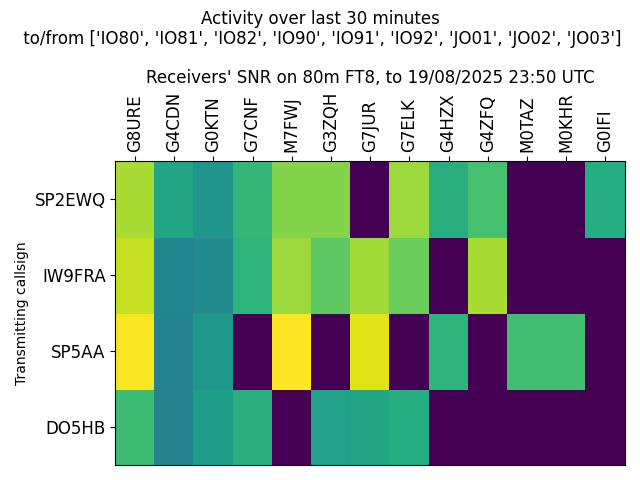 Activity over last 30 minutes
to/from ['IO80', 'IO81', 'IO82', 'IO90', 'IO91', 'IO92', 'JO01', 'JO02', 'JO03']
Receivers' SNR on 80m FT8, to 19/08/2025 23:50 UTC
G8URE
G4CDN
G0KTN
G7CNF
M7FWJ
G3ZQH
G7JUR
G7ELK
G4HZX
G4ZFQ
M0TAZ
M0KHR
G0IFI
Transmitting callsign
SP2EWQ
IW9FRA
SP5AA
DO5HB